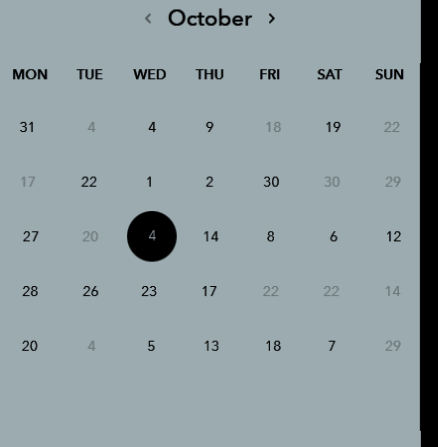 ‹ October ›
MON TUE WED THU FRI SAT SUN
31 4 4 9 18 19 22
17 22 1 2 30 30 29
27 20 4 14 8 6 12
28 26 23 17 22 22 14
20 4 5 13 18 7 29